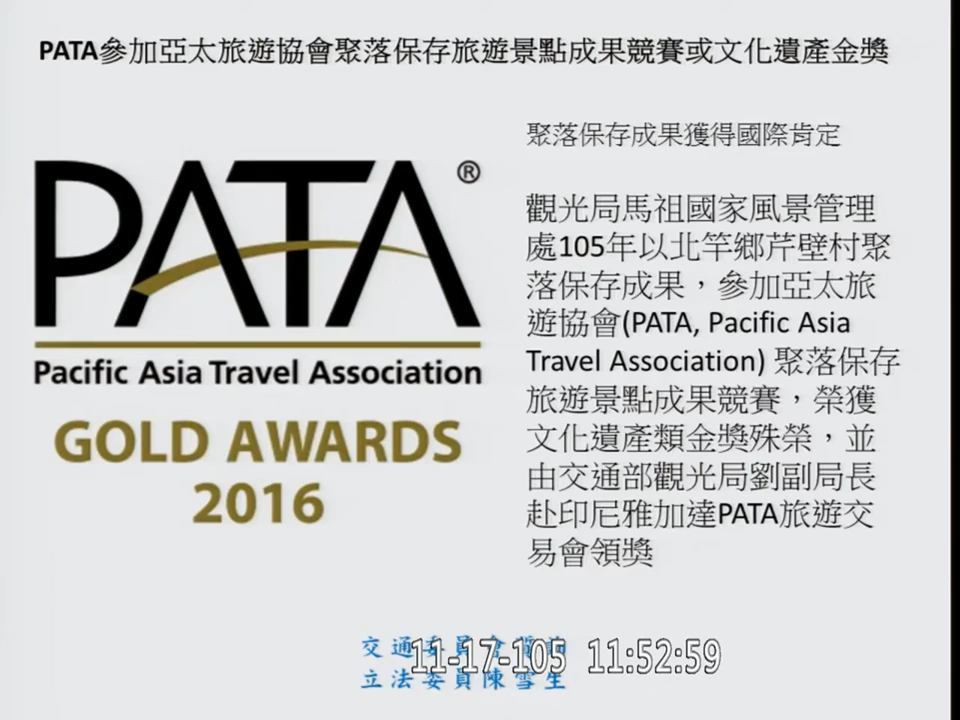 PATA參加亞太旅遊協會聚落保存旅遊景點成果競賽或文化遺產金獎
聚落保存成果獲得國際肯定
PATA®
Pacific Asia Travel Association
GOLD AWARDS
2016
觀光局馬祖國家風景管理
處105年以北竿鄉芹壁村聚
落保存成果，參加亞太旅
遊協會(PATA, Pacific Asia
Travel Association) 聚落保存
旅遊景點成果競賽，榮獲
文化遺產類金獎殊榮，並
由交通部觀光局劉副局長
赴印尼雅加達PATA旅遊交
易會領獎
交通委員會
11-17-105 11:52:59
立法委員陳雪生